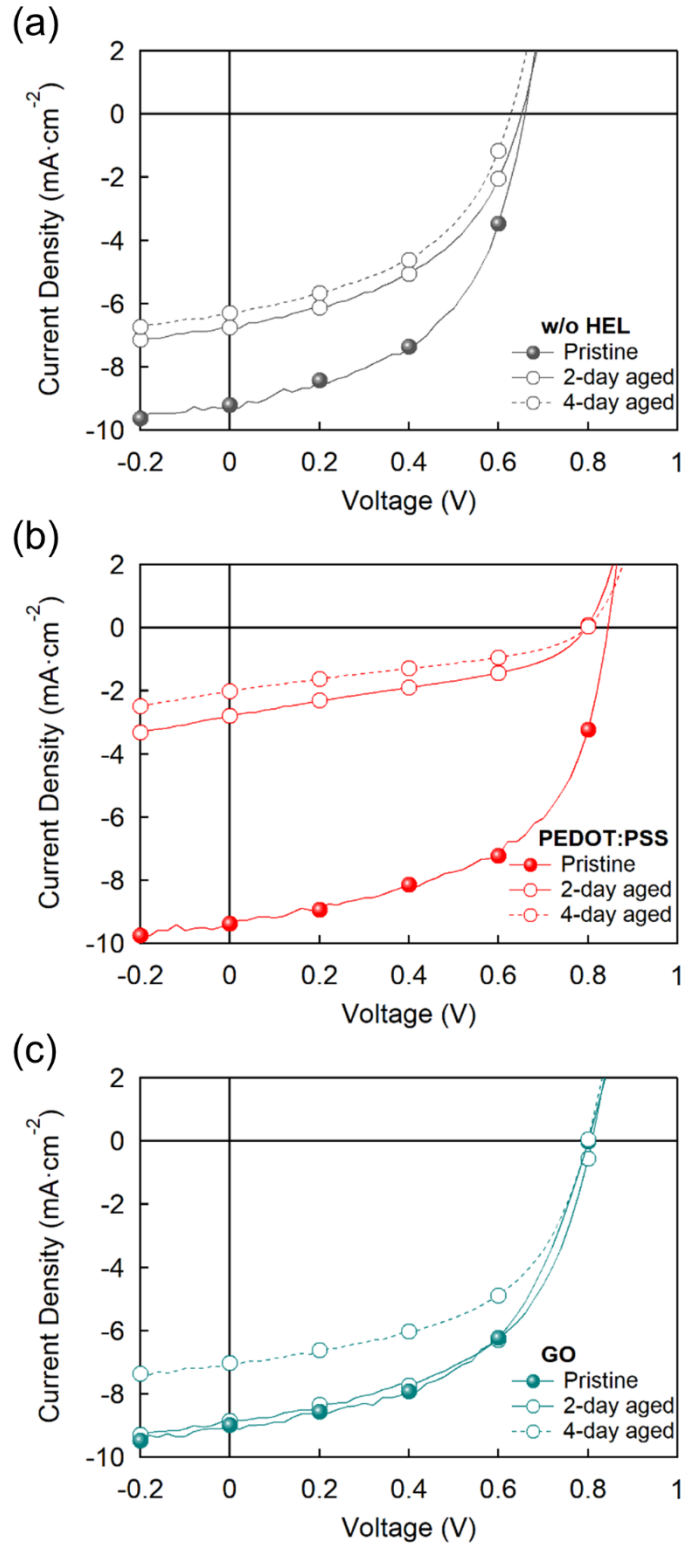 (a)
2
0
-2
-4
-6
-8
-10
Current Density (mA·cm⁻²)
w/o HEL
Pristine
2-day aged
4-day aged
-0.2 0 0.2 0.4 0.6 0.8 1
Voltage (V)
(b)
2
0
-2
-4
-6
-8
-10
Current Density (mA·cm⁻²)
PEDOT:PSS
Pristine
2-day aged
4-day aged
-0.2 0 0.2 0.4 0.6 0.8 1
Voltage (V)
(c)
2
0
-2
-4
-6
-8
-10
Current Density (mA·cm⁻²)
GO
Pristine
2-day aged
4-day aged
-0.2 0 0.2 0.4 0.6 0.8 1
Voltage (V)